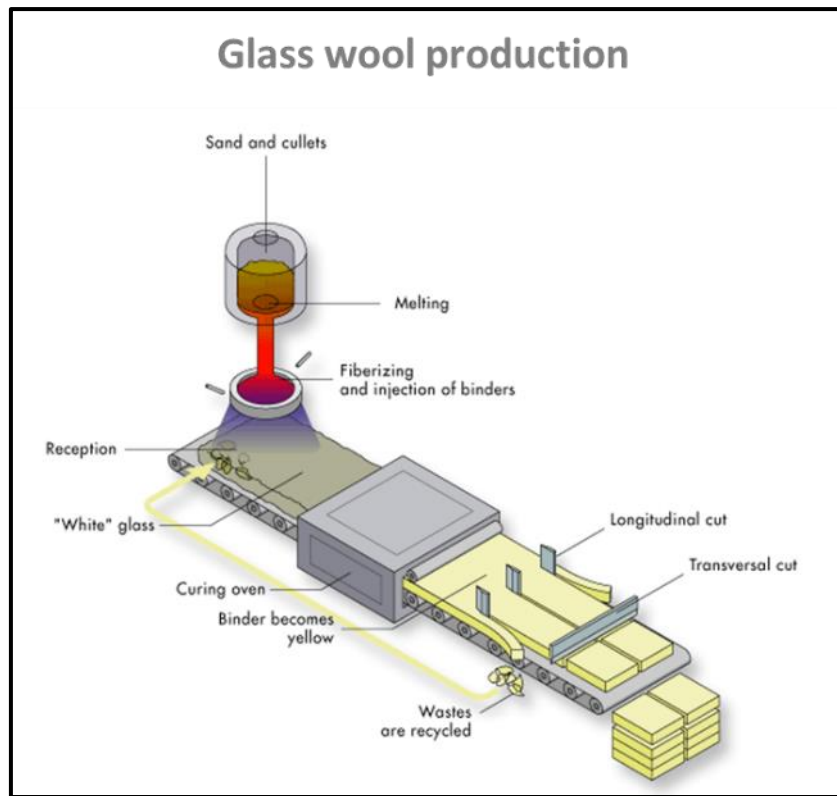 Glass wool production
Sand and cullets
Melting
Fiberizing
and injection of binders
Reception
"White" glass
Longitudinal cut
Transversal cut
Curing oven
Binder becomes
yellow
Wastes
are recycled